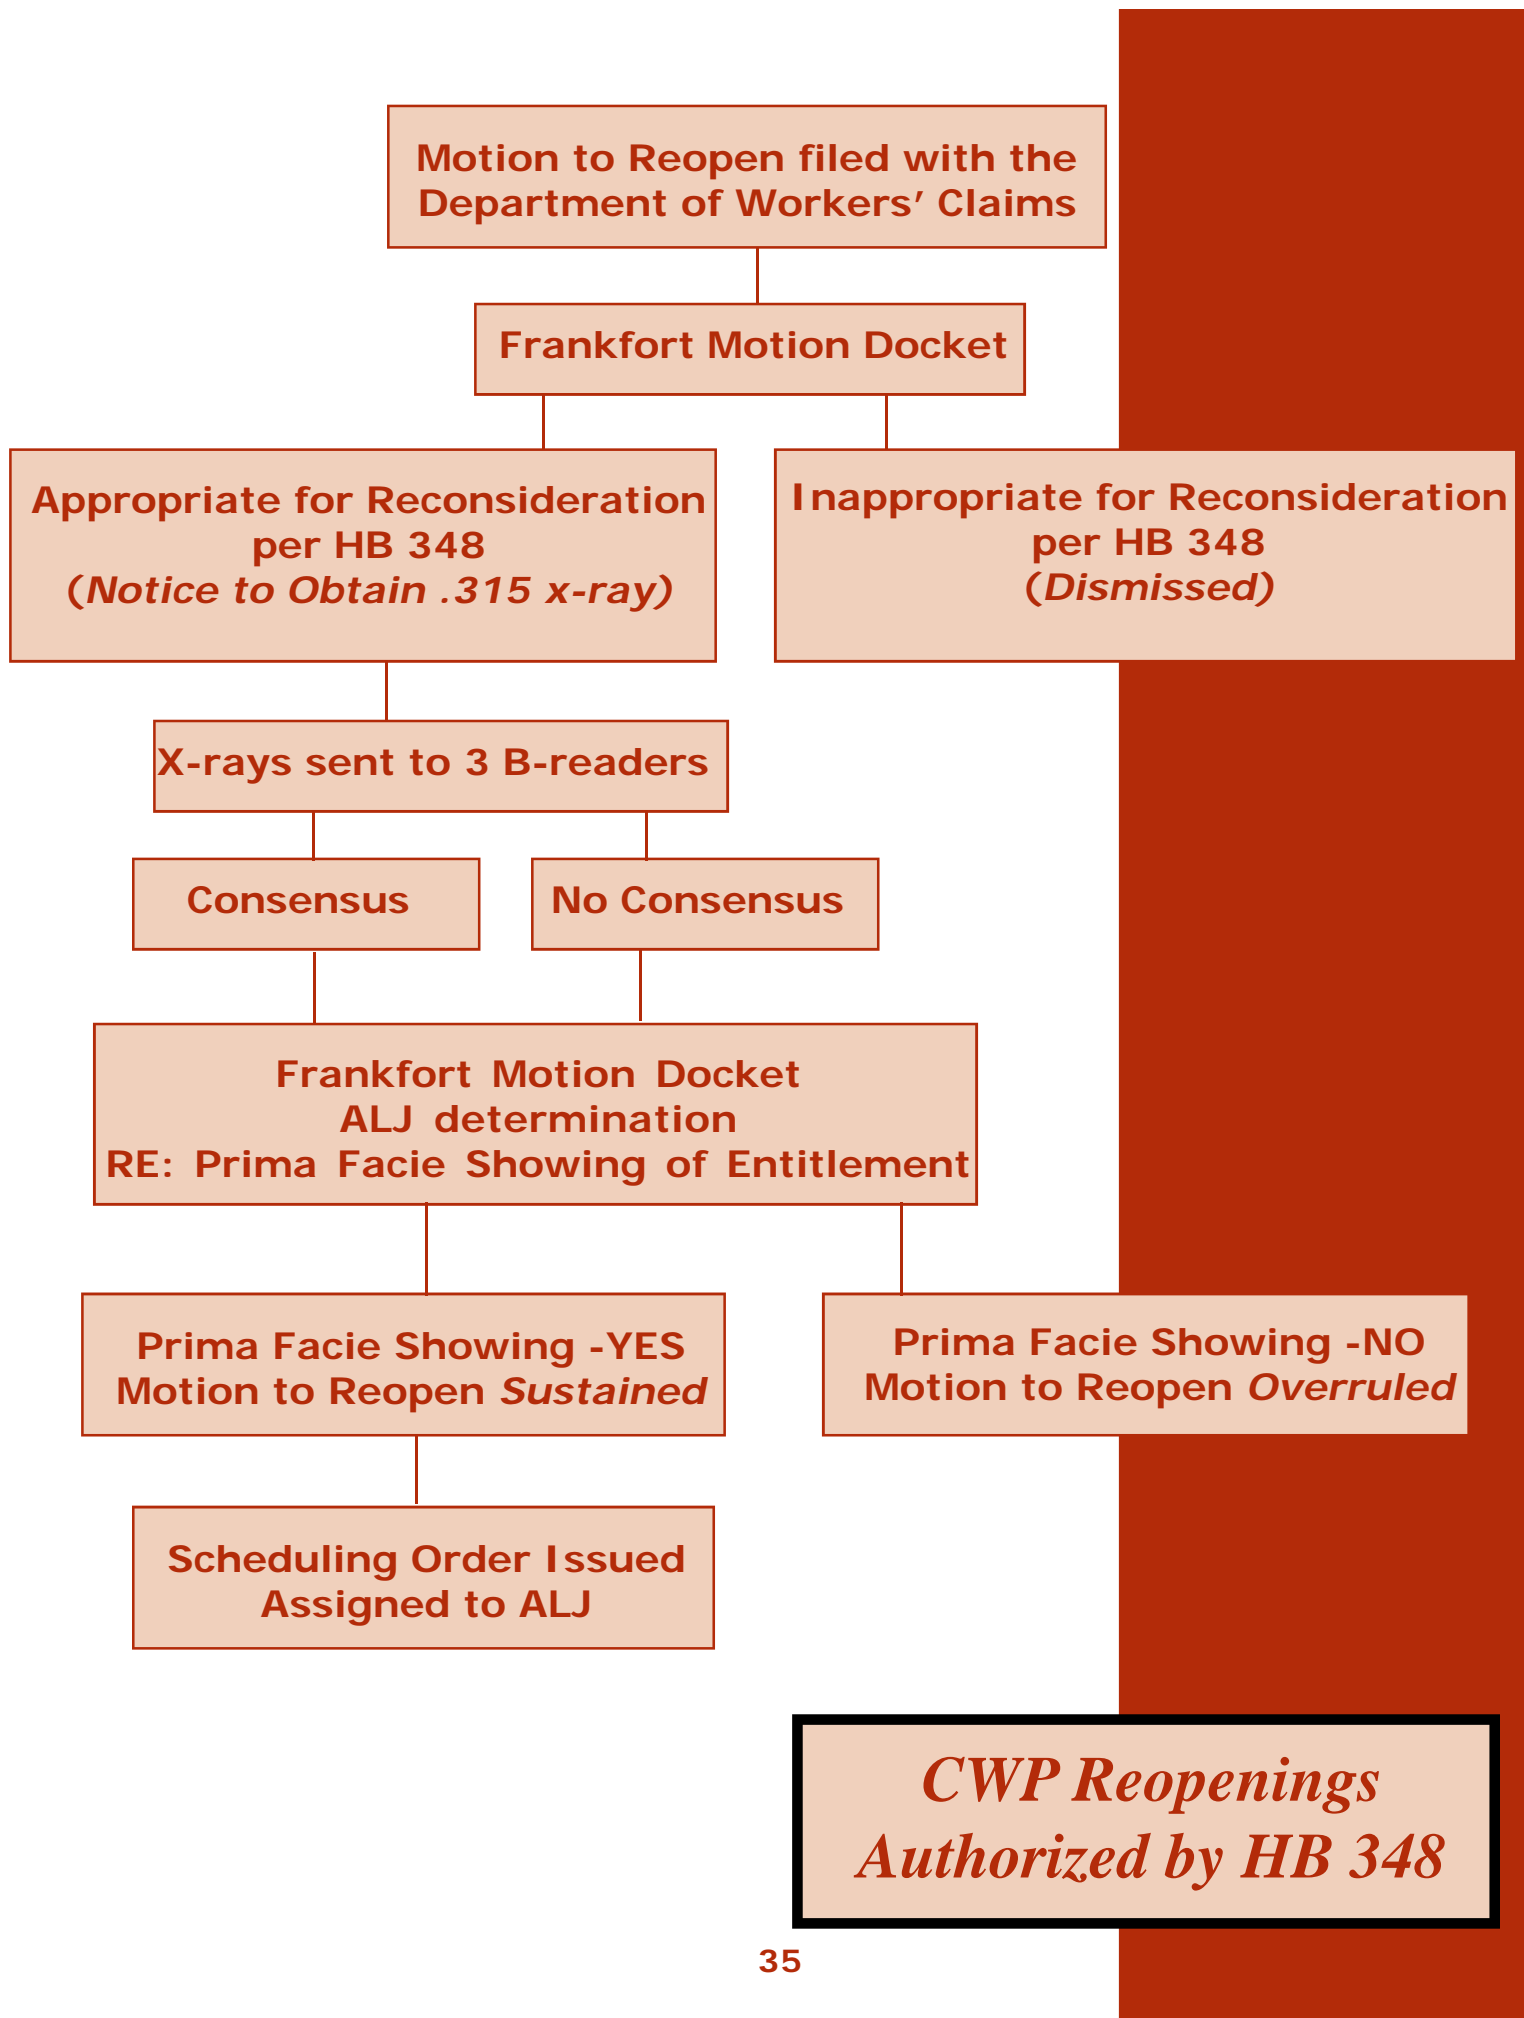 Motion to Reopen filed with the
Department of Workers’ Claims
Frankfort Motion Docket
Appropriate for Reconsideration
per HB 348
(Notice to Obtain .315 x-ray)
Inappropriate for Reconsideration
per HB 348
(Dismissed)
X-rays sent to 3 B-readers
Consensus
No Consensus
Frankfort Motion Docket
ALJ determination
RE: Prima Facie Showing of Entitlement
Prima Facie Showing -YES
Motion to Reopen Sustained
Prima Facie Showing -NO
Motion to Reopen Overruled
Scheduling Order Issued
Assigned to ALJ
CWP Reopenings
Authorized by HB 348
35